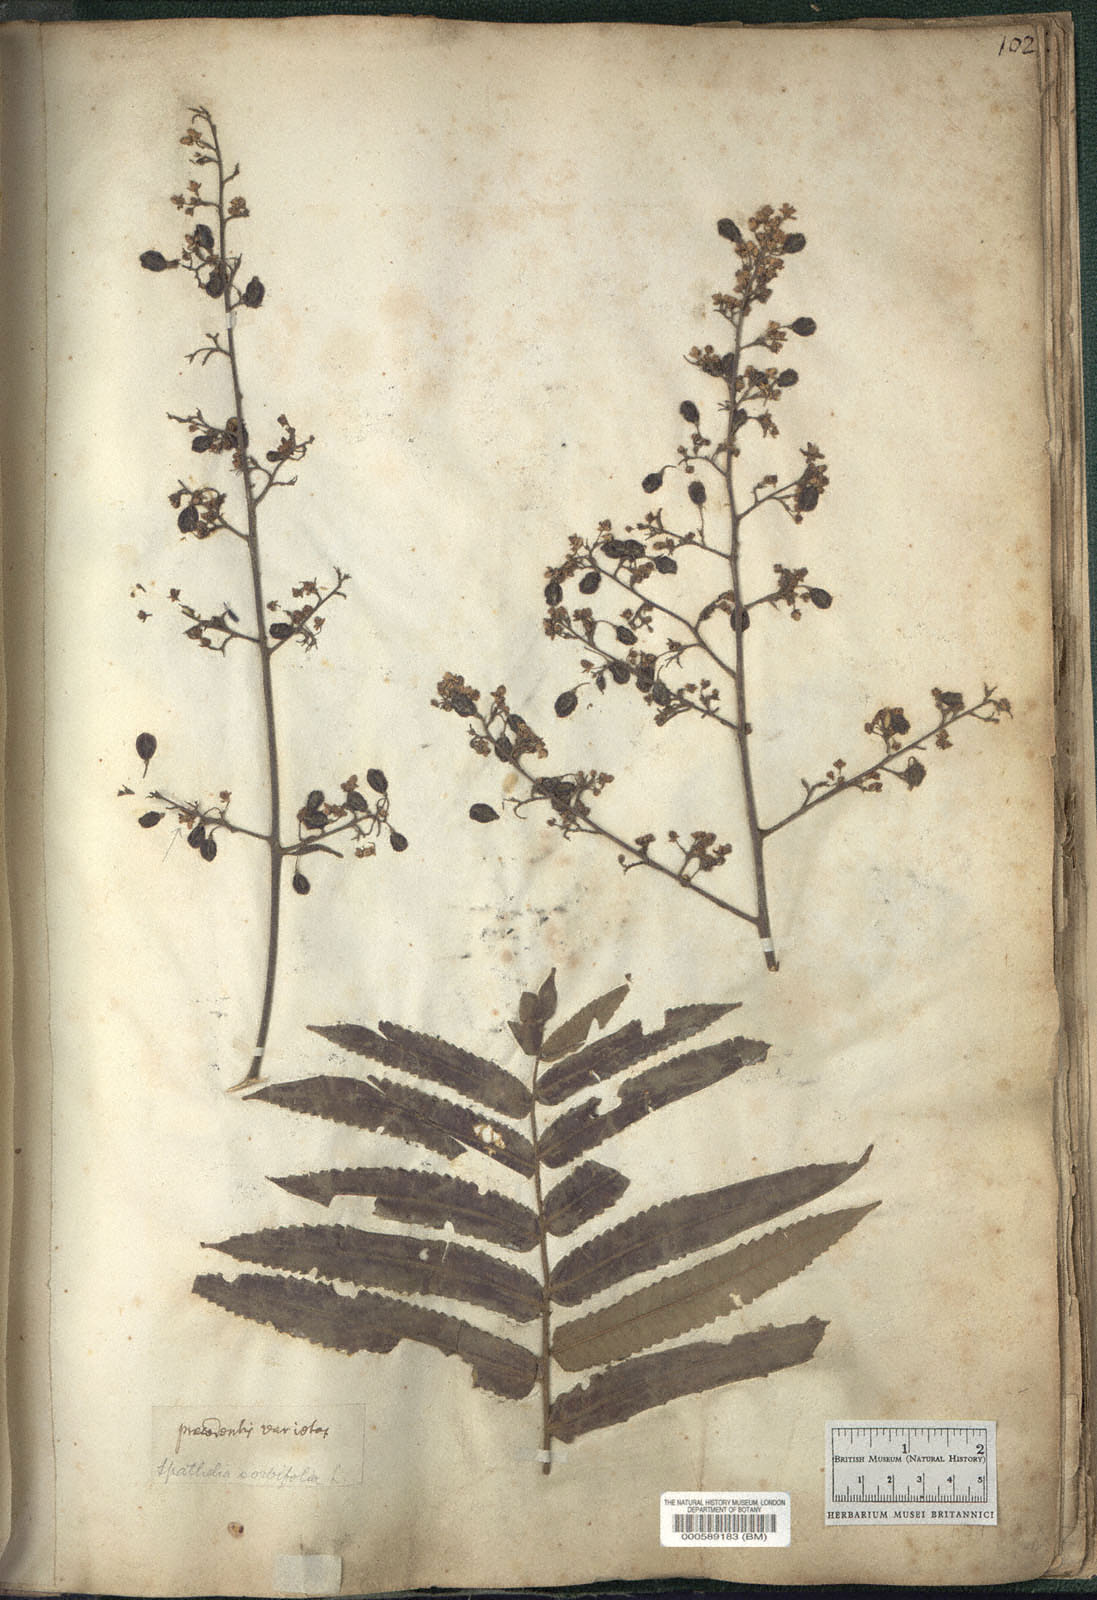 102
praecedentis varietas
Spathelia sorbifolia L.
THE NATURAL HISTORY MUSEUM, LONDON
DEPARTMENT OF BOTANY
000589183 (BM)
1 2
BRITISH MUSEUM (NATURAL HISTORY)
1 2 3 4 5
HERBARIUM MUSEI BRITANNICI